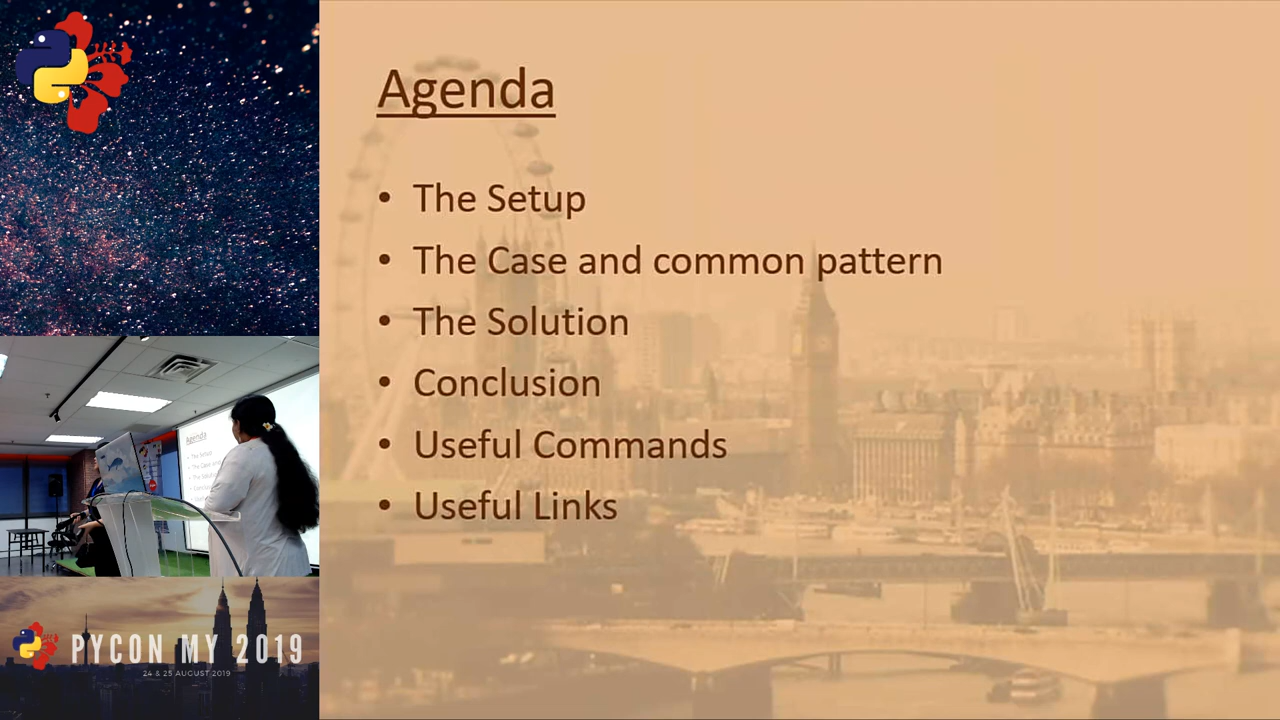 Agenda
• The Setup
• The Case and common pattern
• The Solution
• Conclusion
• Useful Commands
• Useful Links
Agenda
PYCON MY 2019
24 & 25 AUGUST 2019